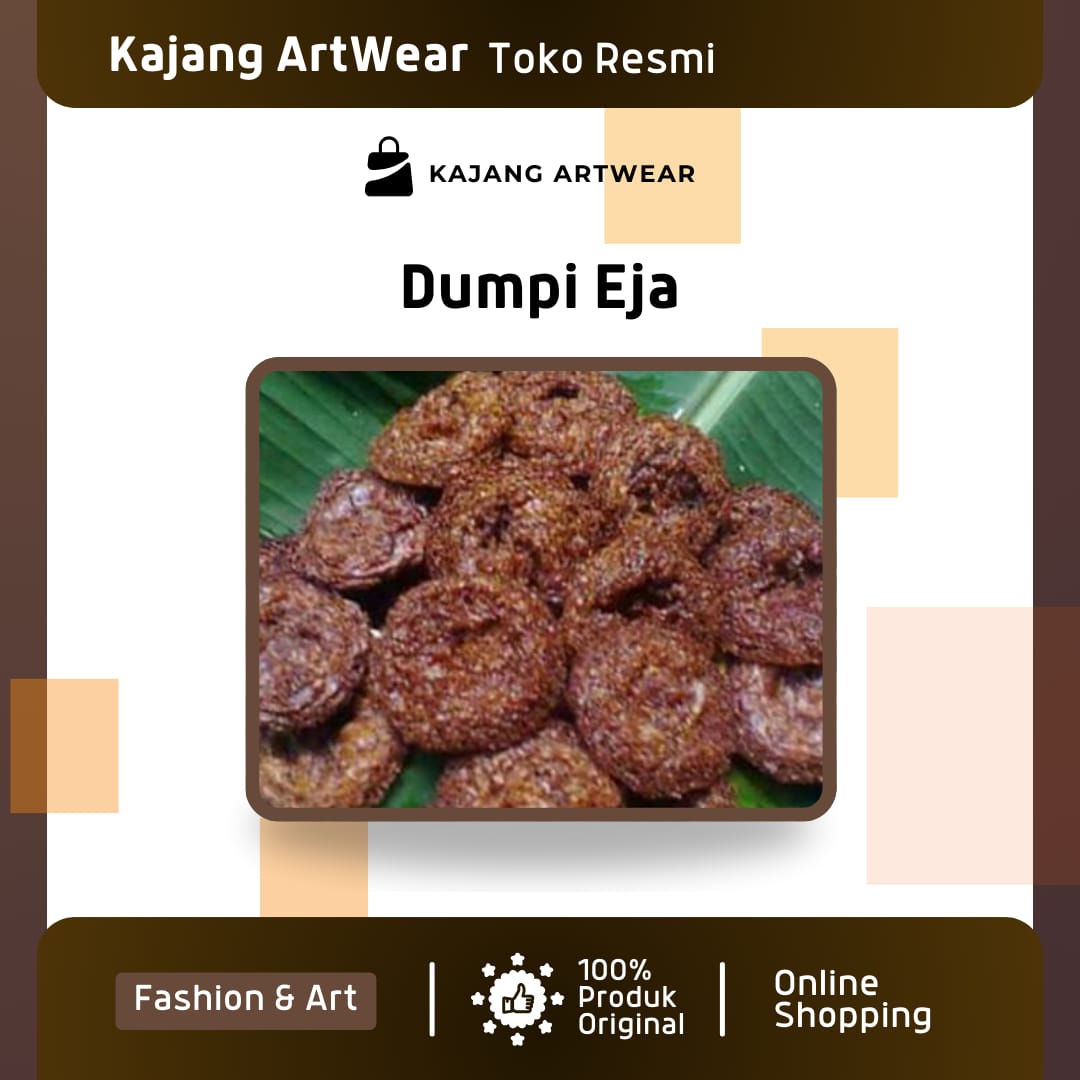 Kajang ArtWear Toko Resmi
KAJANG ARTWEAR
Dumpi Eja
Fashion & Art
100%
Produk
Original
Online
Shopping